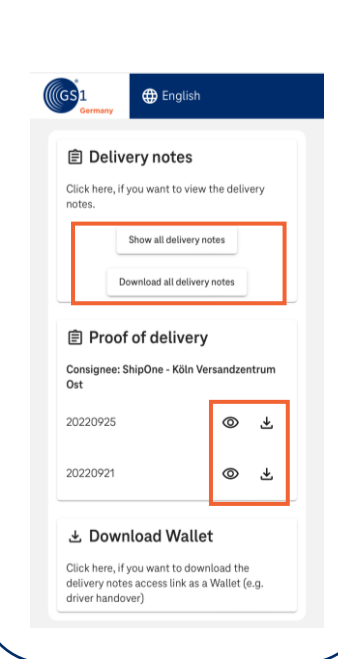 GS1
Germany
English
Delivery notes
Click here, if you want to view the delivery
notes.
Show all delivery notes
Download all delivery notes
Proof of delivery
Consignee: ShipOne - Köln Versandzentrum
Ost
20220925
20220921
Download Wallet
Click here, if you want to download the
delivery notes access link as a Wallet (e.g.
driver handover)